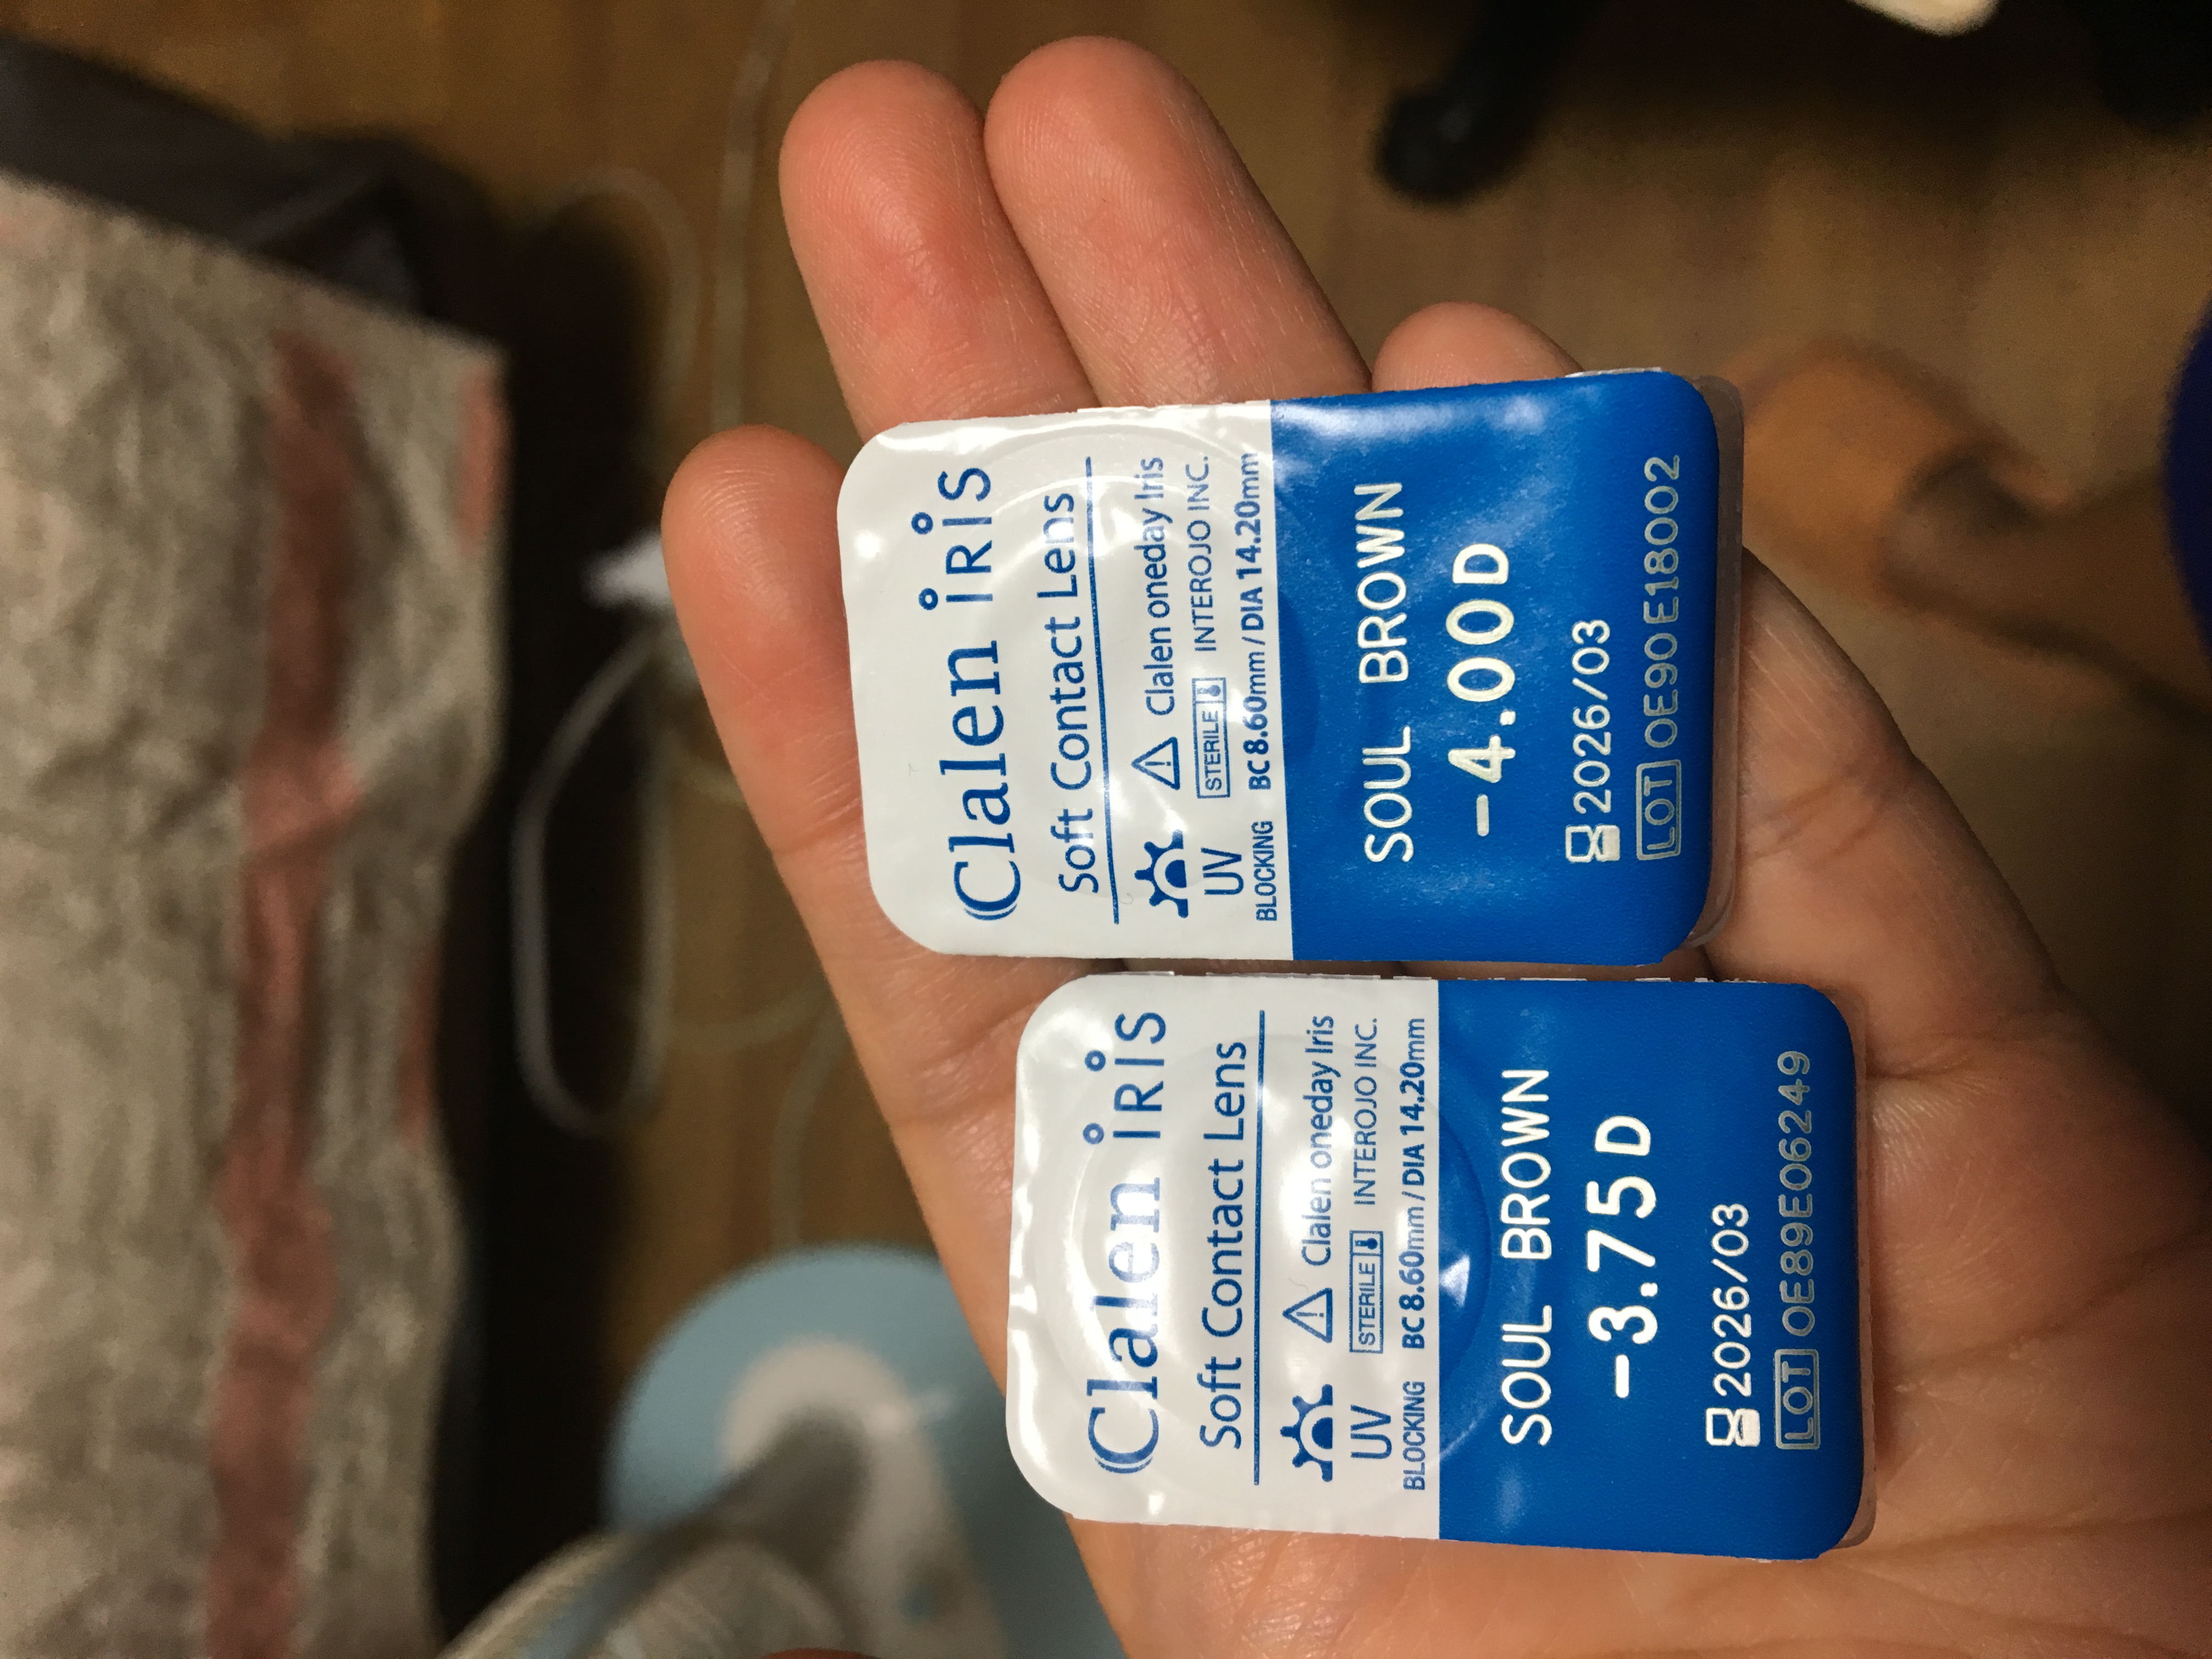 Clalen iRiS
Soft Contact Lens
Clalen oneday Iris
STERILE INTEROJO INC.
UV
BLOCKING BC 8.60mm / DIA 14.20mm
SOUL BROWN
-4.00D
2026/03
LOT OE90E18002
Clalen iRiS
Soft Contact Lens
Clalen oneday Iris
STERILE INTEROJO INC.
UV
BLOCKING BC 8.60mm / DIA 14.20mm
SOUL BROWN
-3.75D
2026/03
LOT OE89E06249